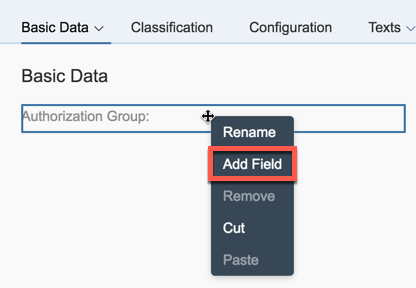 Basic Data Classification Configuration Texts
Basic Data
Authorization Group:
Rename
Add Field
Remove
Cut
Paste